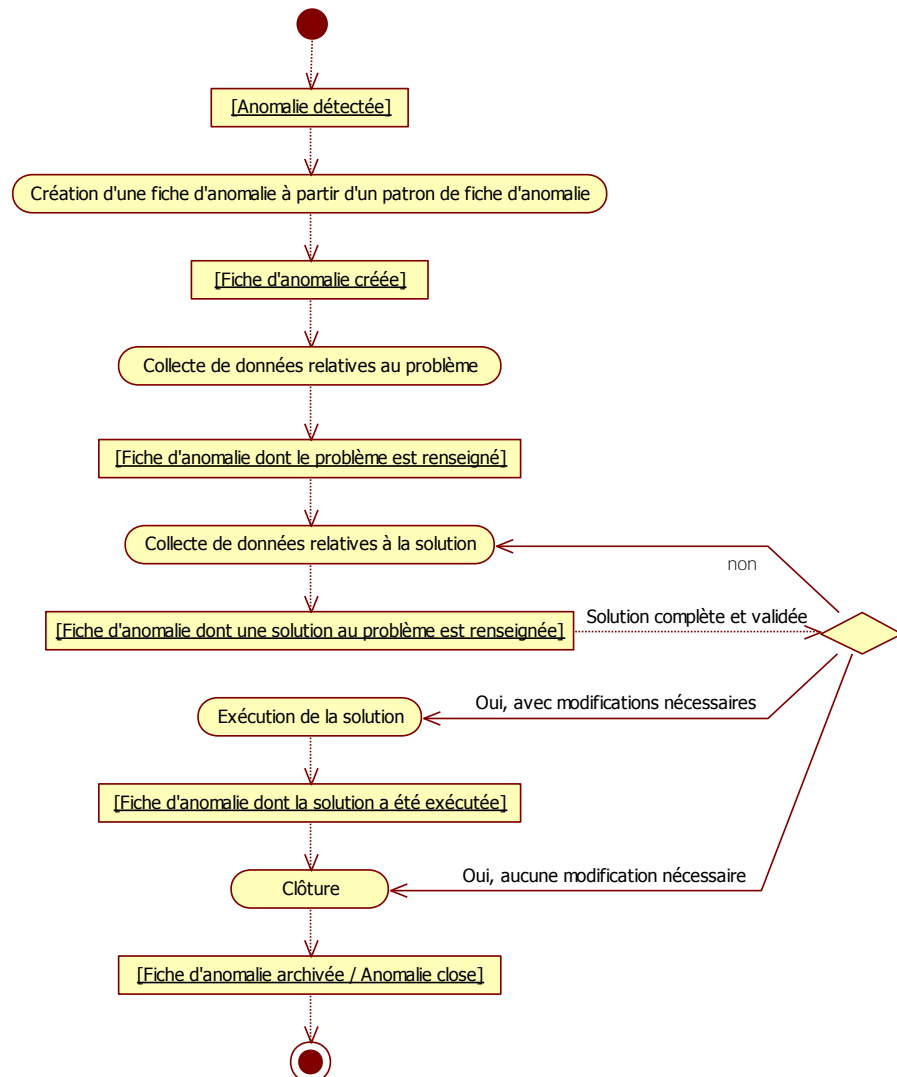 [Anomalie détectée]
Création d'une fiche d'anomalie à partir d'un patron de fiche d'anomalie
[Fiche d'anomalie créée]
Collecte de données relatives au problème
[Fiche d'anomalie dont le problème est renseigné]
Collecte de données relatives à la solution
non
[Fiche d'anomalie dont une solution au problème est renseignée]
Solution complète et validée
Oui, avec modifications nécessaires
Exécution de la solution
[Fiche d'anomalie dont la solution a été exécutée]
Oui, aucune modification nécessaire
Clôture
[Fiche d'anomalie archivée / Anomalie close]